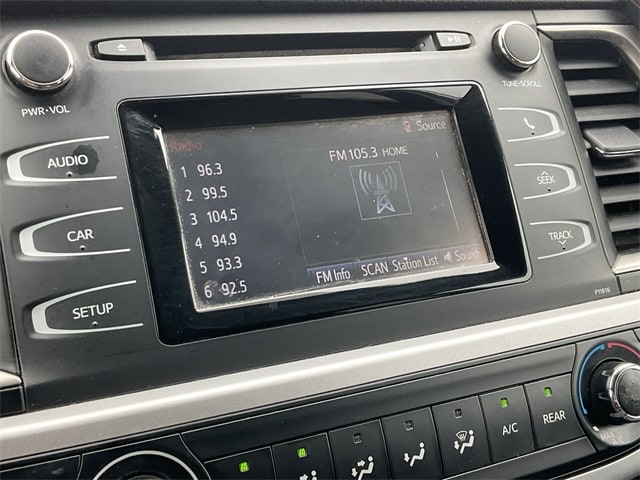 PWR·VOL
TUNE·SCROLL
AUDIO
CAR
SETUP
SEEK
TRACK
Radio
Source
FM 105.3 HOME
1 96.3
2 99.5
3 104.5
4 94.9
5 93.3
6 92.5
FM Info SCAN Station List Sound
P11816
A/C
REAR
MAX A/C